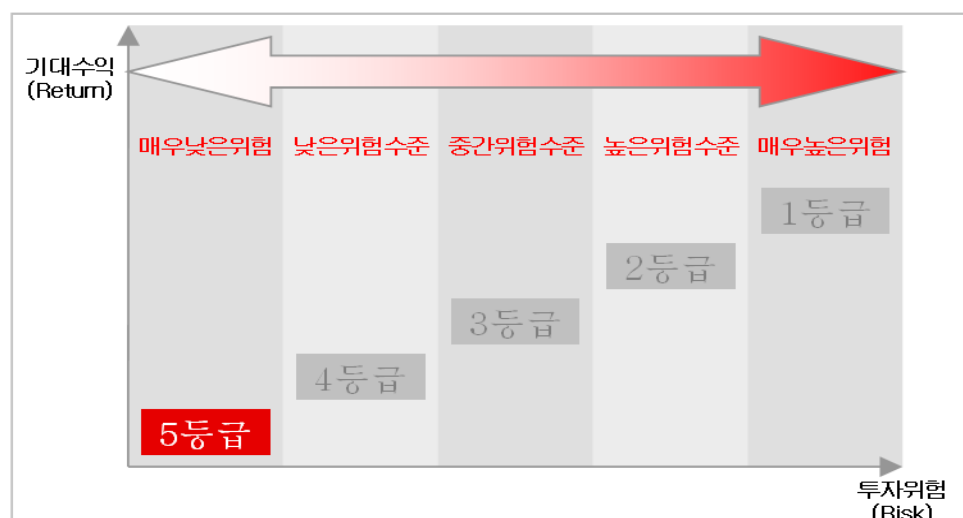 기대수익
(Return)
매우낮은위험 낮은위험수준 중간위험수준 높은위험수준 매우높은위험
1등급
2등급
3등급
4등급
5등급
투자위험
(Risk)